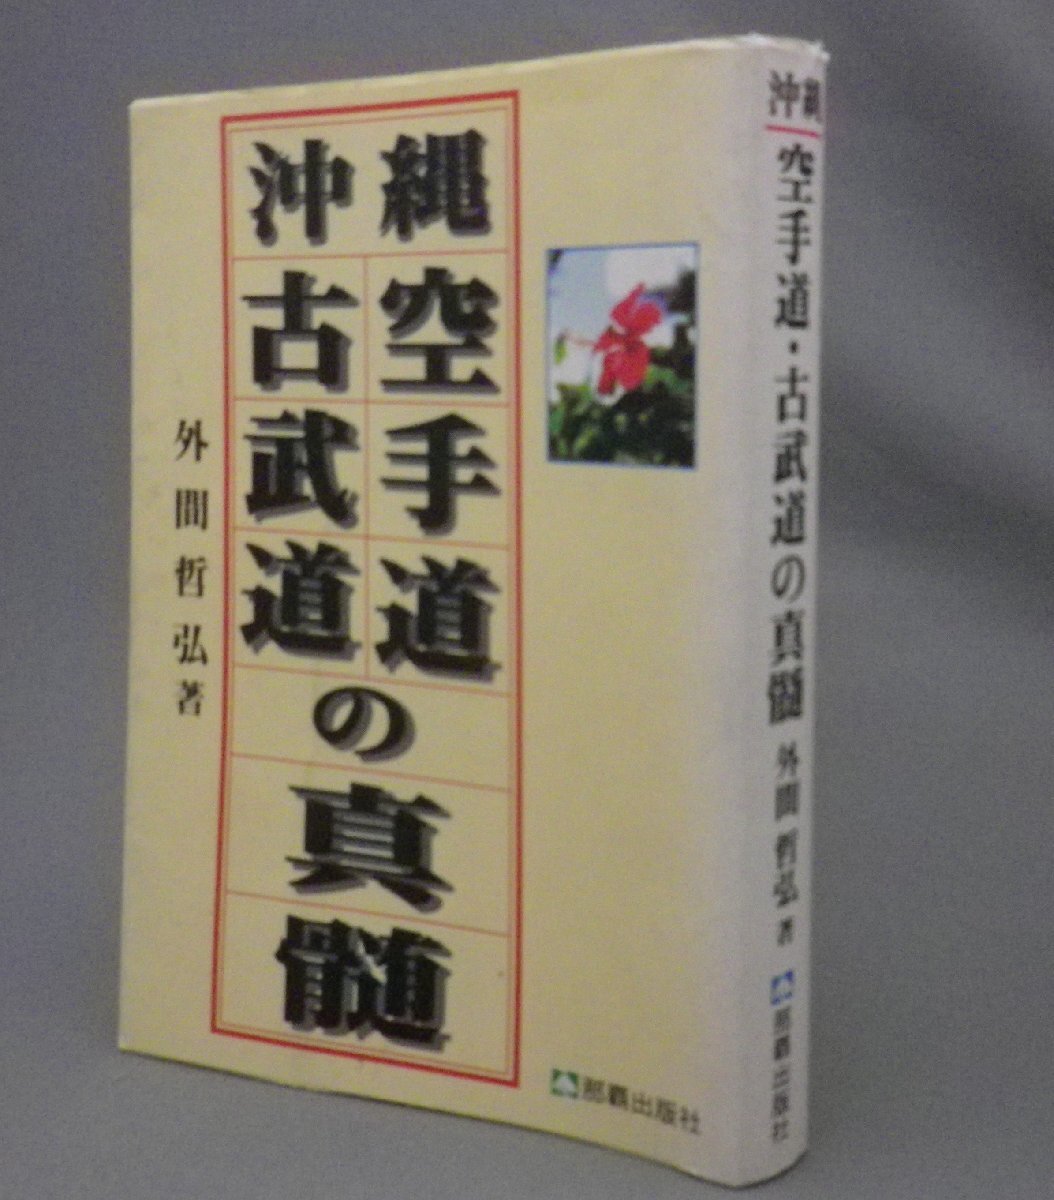 沖縄
空手道
古武道
の
真
髄
外間哲弘著
那覇出版社
沖縄空手道・古武道の真髄 外間哲弘 著 那覇出版社